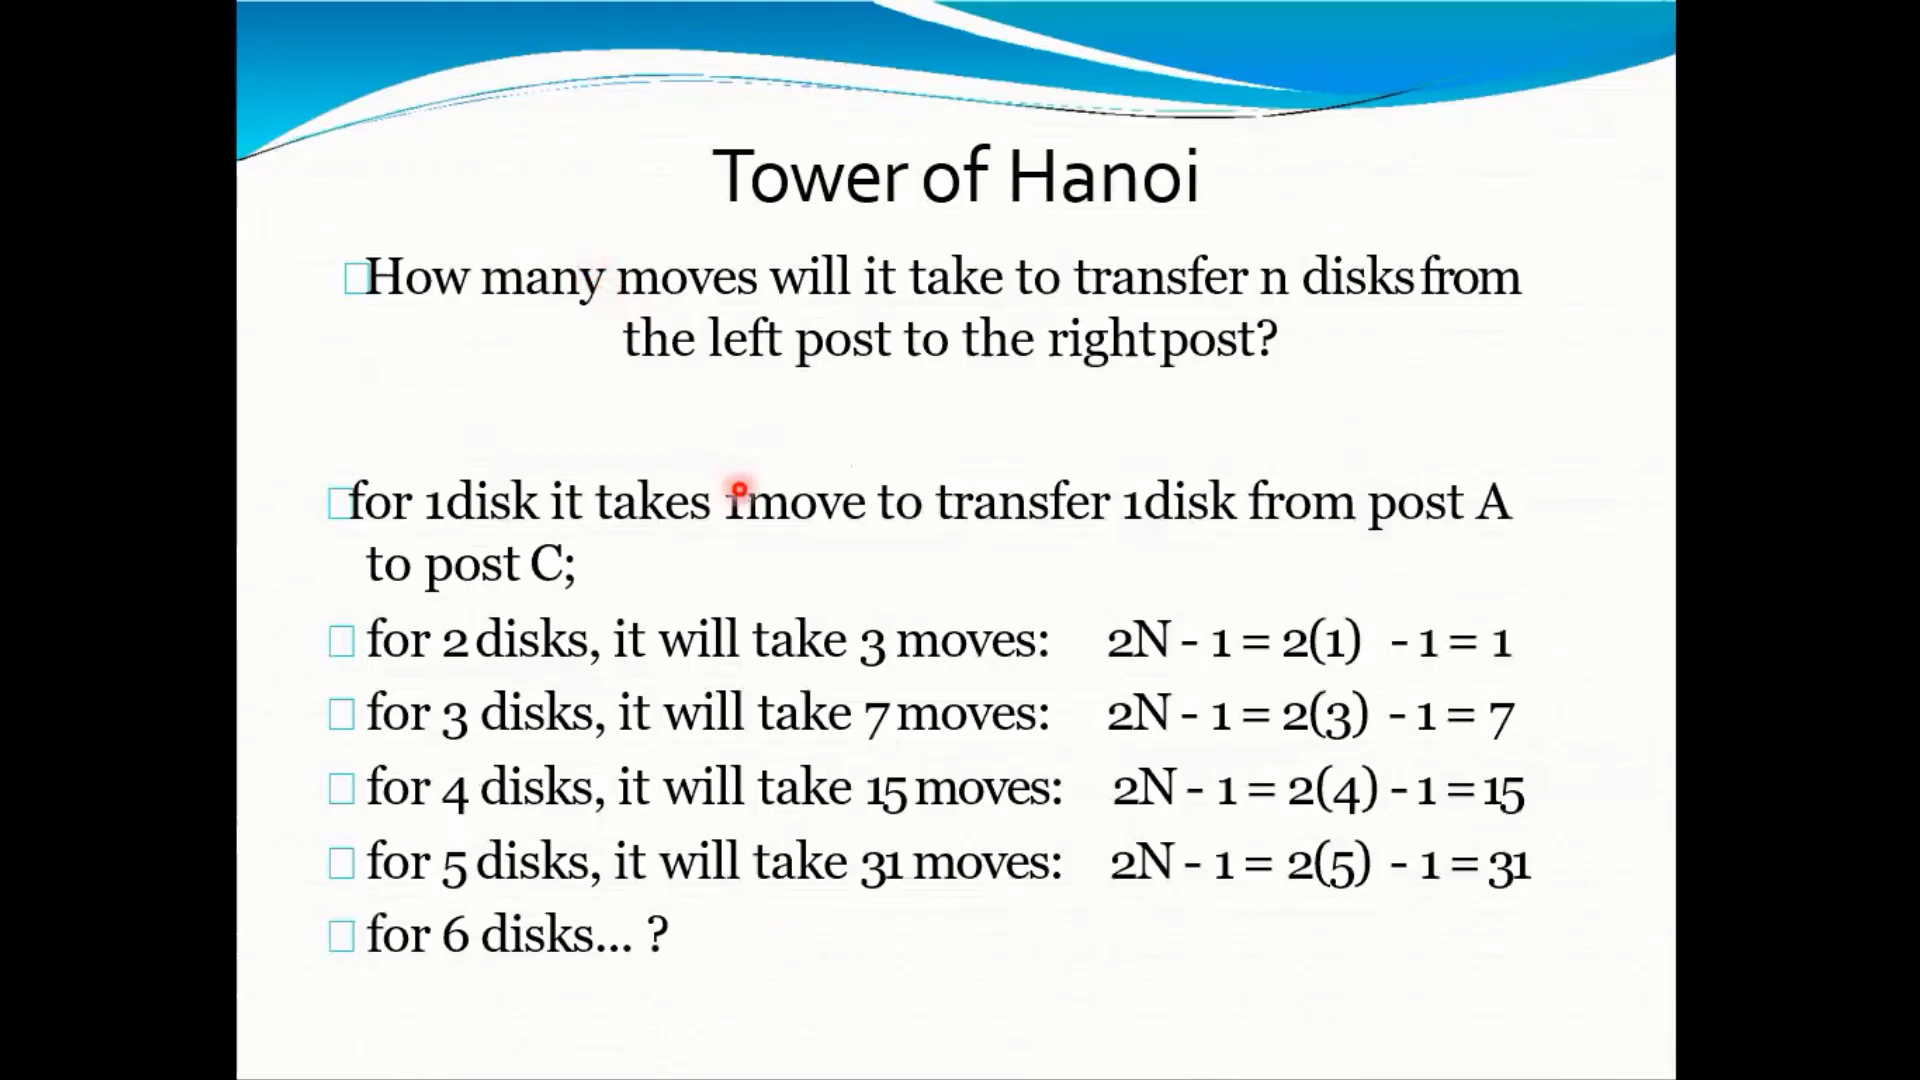 Tower of Hanoi
How many moves will it take to transfer n disks from
the left post to the right post?
for 1 disk it takes 1 move to transfer 1 disk from post A
to post C;
for 2 disks, it will take 3 moves: 2N - 1 = 2(1) - 1 = 1
for 3 disks, it will take 7 moves: 2N - 1 = 2(3) - 1 = 7
for 4 disks, it will take 15 moves: 2N - 1 = 2(4) - 1 = 15
for 5 disks, it will take 31 moves: 2N - 1 = 2(5) - 1 = 31
for 6 disks... ?